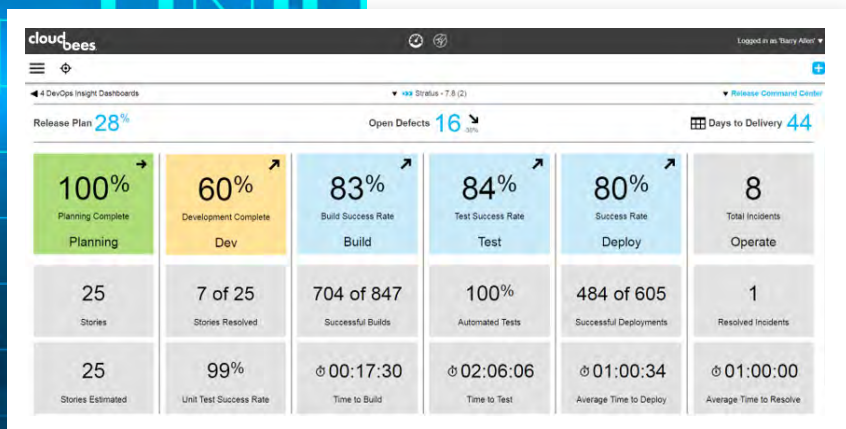 cloudbees
Logged in as 'Barry Allen'
4 DevOps Insight Dashboards
Stratus - 7.8 (2)
Release Command Center
Release Plan 28%
Open Defects 16
Days to Delivery 44
100% 60% 83% 84% 80% 8
Planning Complete Development Complete Build Success Rate Test Success Rate Success Rate Total Incidents
Planning Dev Build Test Deploy Operate
25 7 of 25 704 of 847 100% 484 of 605 1
Stories Stories Resolved Successful Builds Automated Tests Successful Deployments Resolved Incidents
25 99% 00:17:30 02:06:06 01:00:34 01:00:00
Stories Estimated Unit Test Success Rate Time to Build Time to Test Average Time to Deploy Average Time to Resolve